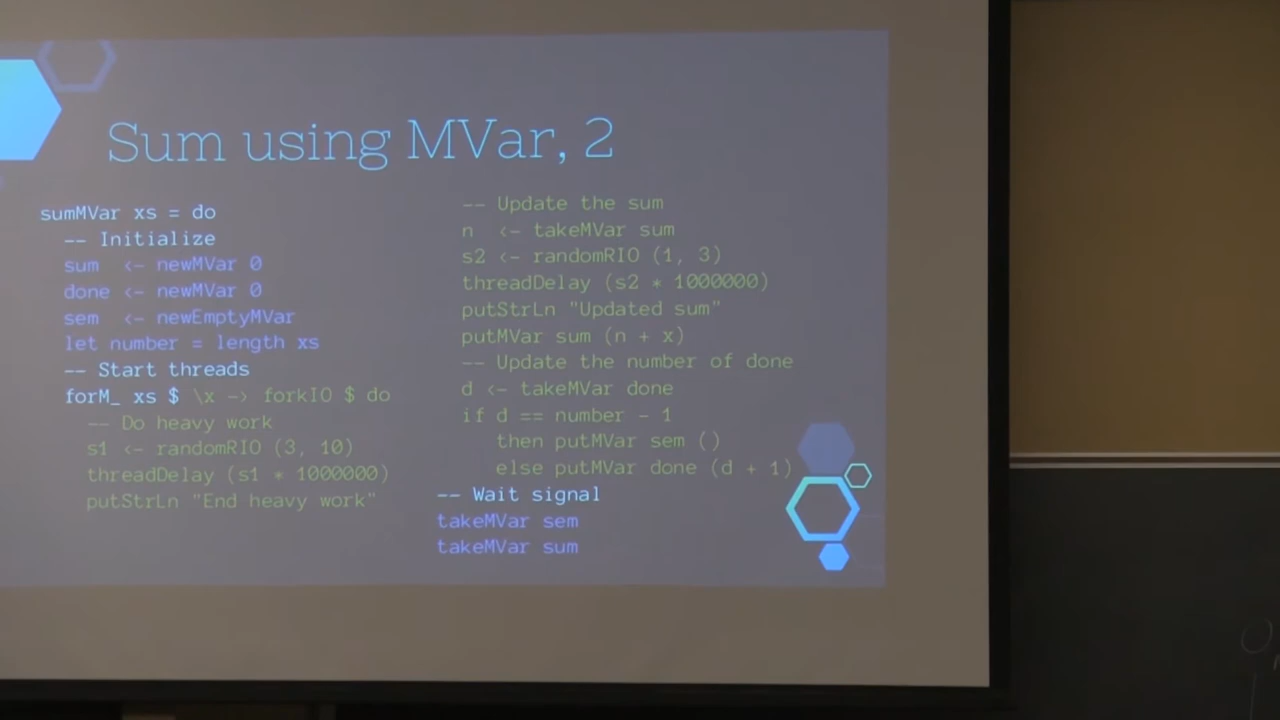 Sum using MVar, 2
sumMVar xs = do
-- Initialize
sum <- newMVar 0
done <- newMVar 0
sem <- newEmptyMVar
let number = length xs
-- Start threads
forM_ xs $ \x -> forkIO $ do
-- Do heavy work
s1 <- randomRIO (3, 10)
threadDelay (s1 * 1000000)
putStrLn "End heavy work"
-- Update the sum
n <- takeMVar sum
s2 <- randomRIO (1, 3)
threadDelay (s2 * 1000000)
putStrLn "Updated sum"
putMVar sum (n + x)
-- Update the number of done
d <- takeMVar done
if d == number - 1
then putMVar sem ()
else putMVar done (d + 1)
-- Wait signal
takeMVar sem
takeMVar sum